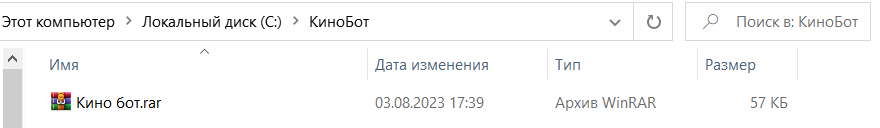 Этот компьютер > Локальный диск (C:) > КиноБот Поиск в: КиноБот
Имя Дата изменения Тип Размер
Кино бот.rar 03.08.2023 17:39 Архив WinRAR 57 КБ